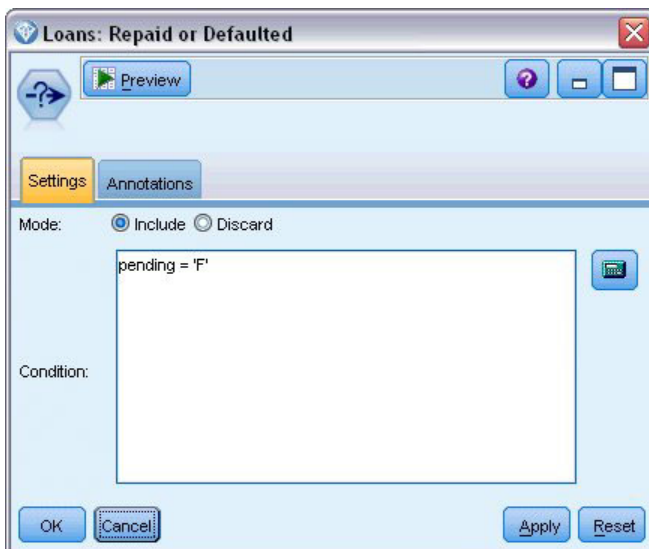 Loans: Repaid or Defaulted
Preview
Settings
Annotations
Mode:
Include
Discard
pending = 'F'
Condition:
OK
Cancel
Apply
Reset